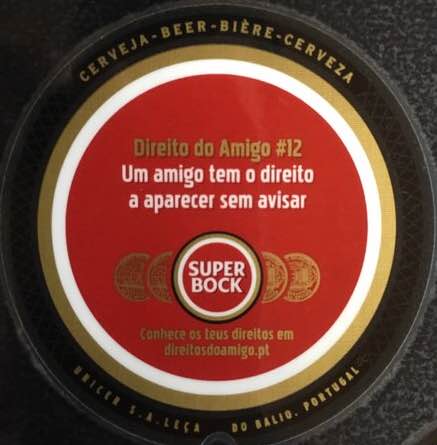 CERVEJA-BEER-BIÈRE-CERVEZA
Direito do Amigo #12
Um amigo tem o direito
a aparecer sem avisar
SUPER
BOCK
Conhece os teus direitos em
direitosdoamigo.pt
UNICER S.A. LEÇA DO BALIO. PORTUGAL